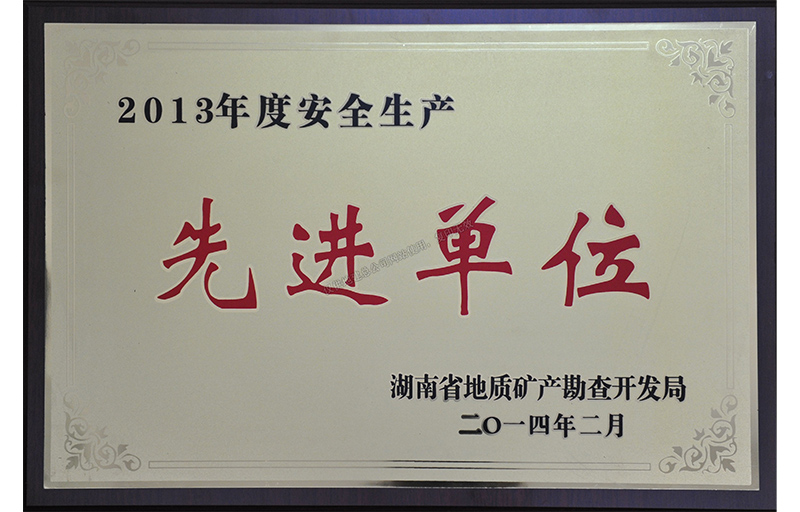 2013年度安全生产
先进单位
湖南省地质矿产勘查开发局
二〇一四年二月